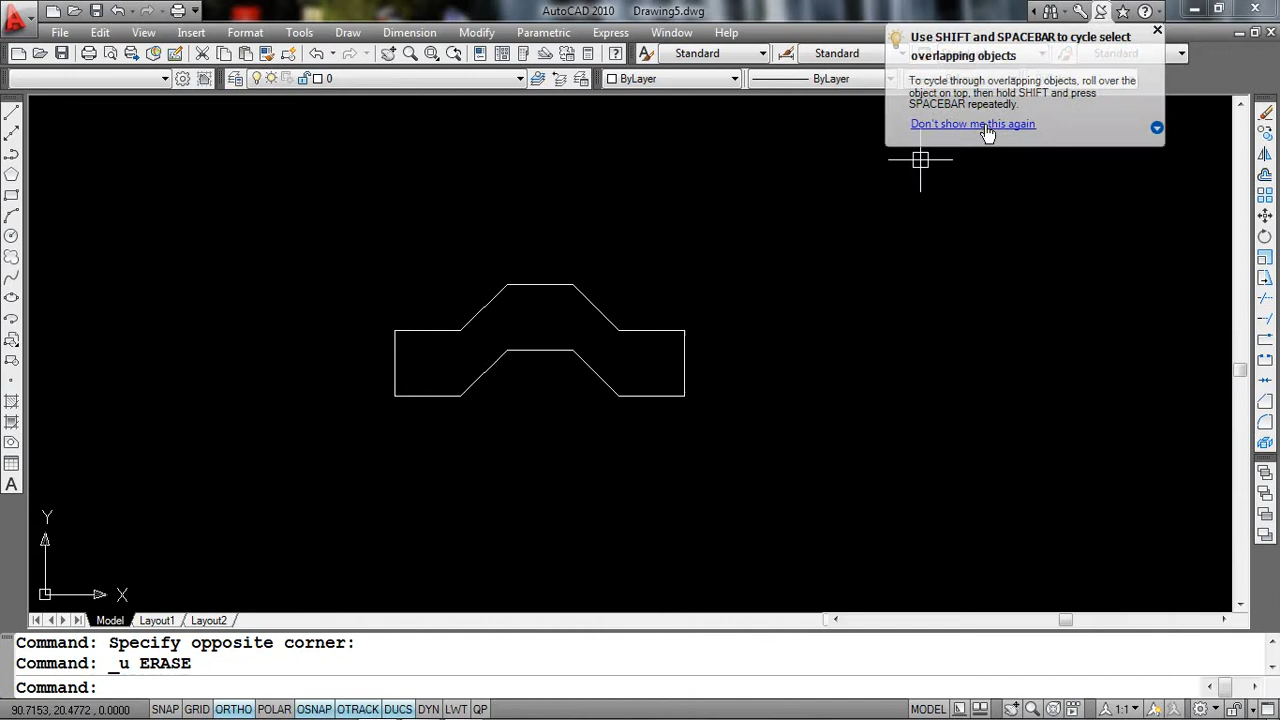 AutoCAD 2010 Drawing5.dwg
File Edit View Insert Format Tools Draw Dimension Modify Parametric Express Window Help
Use SHIFT and SPACEBAR to cycle select
overlapping objects
To cycle through overlapping objects, roll over the
object on top, then hold SHIFT and press
SPACEBAR repeatedly.
Don't show me this again
Standard Standard Standard
0 ByLayer ByLayer
Y
X
Model Layout1 Layout2
Command: Specify opposite corner:
Command: _u ERASE
Command:
90.7153, 20.4772, 0.0000 SNAP GRID ORTHO POLAR OSNAP OTRACK DUCS DYN LWT QP MODEL 1:1